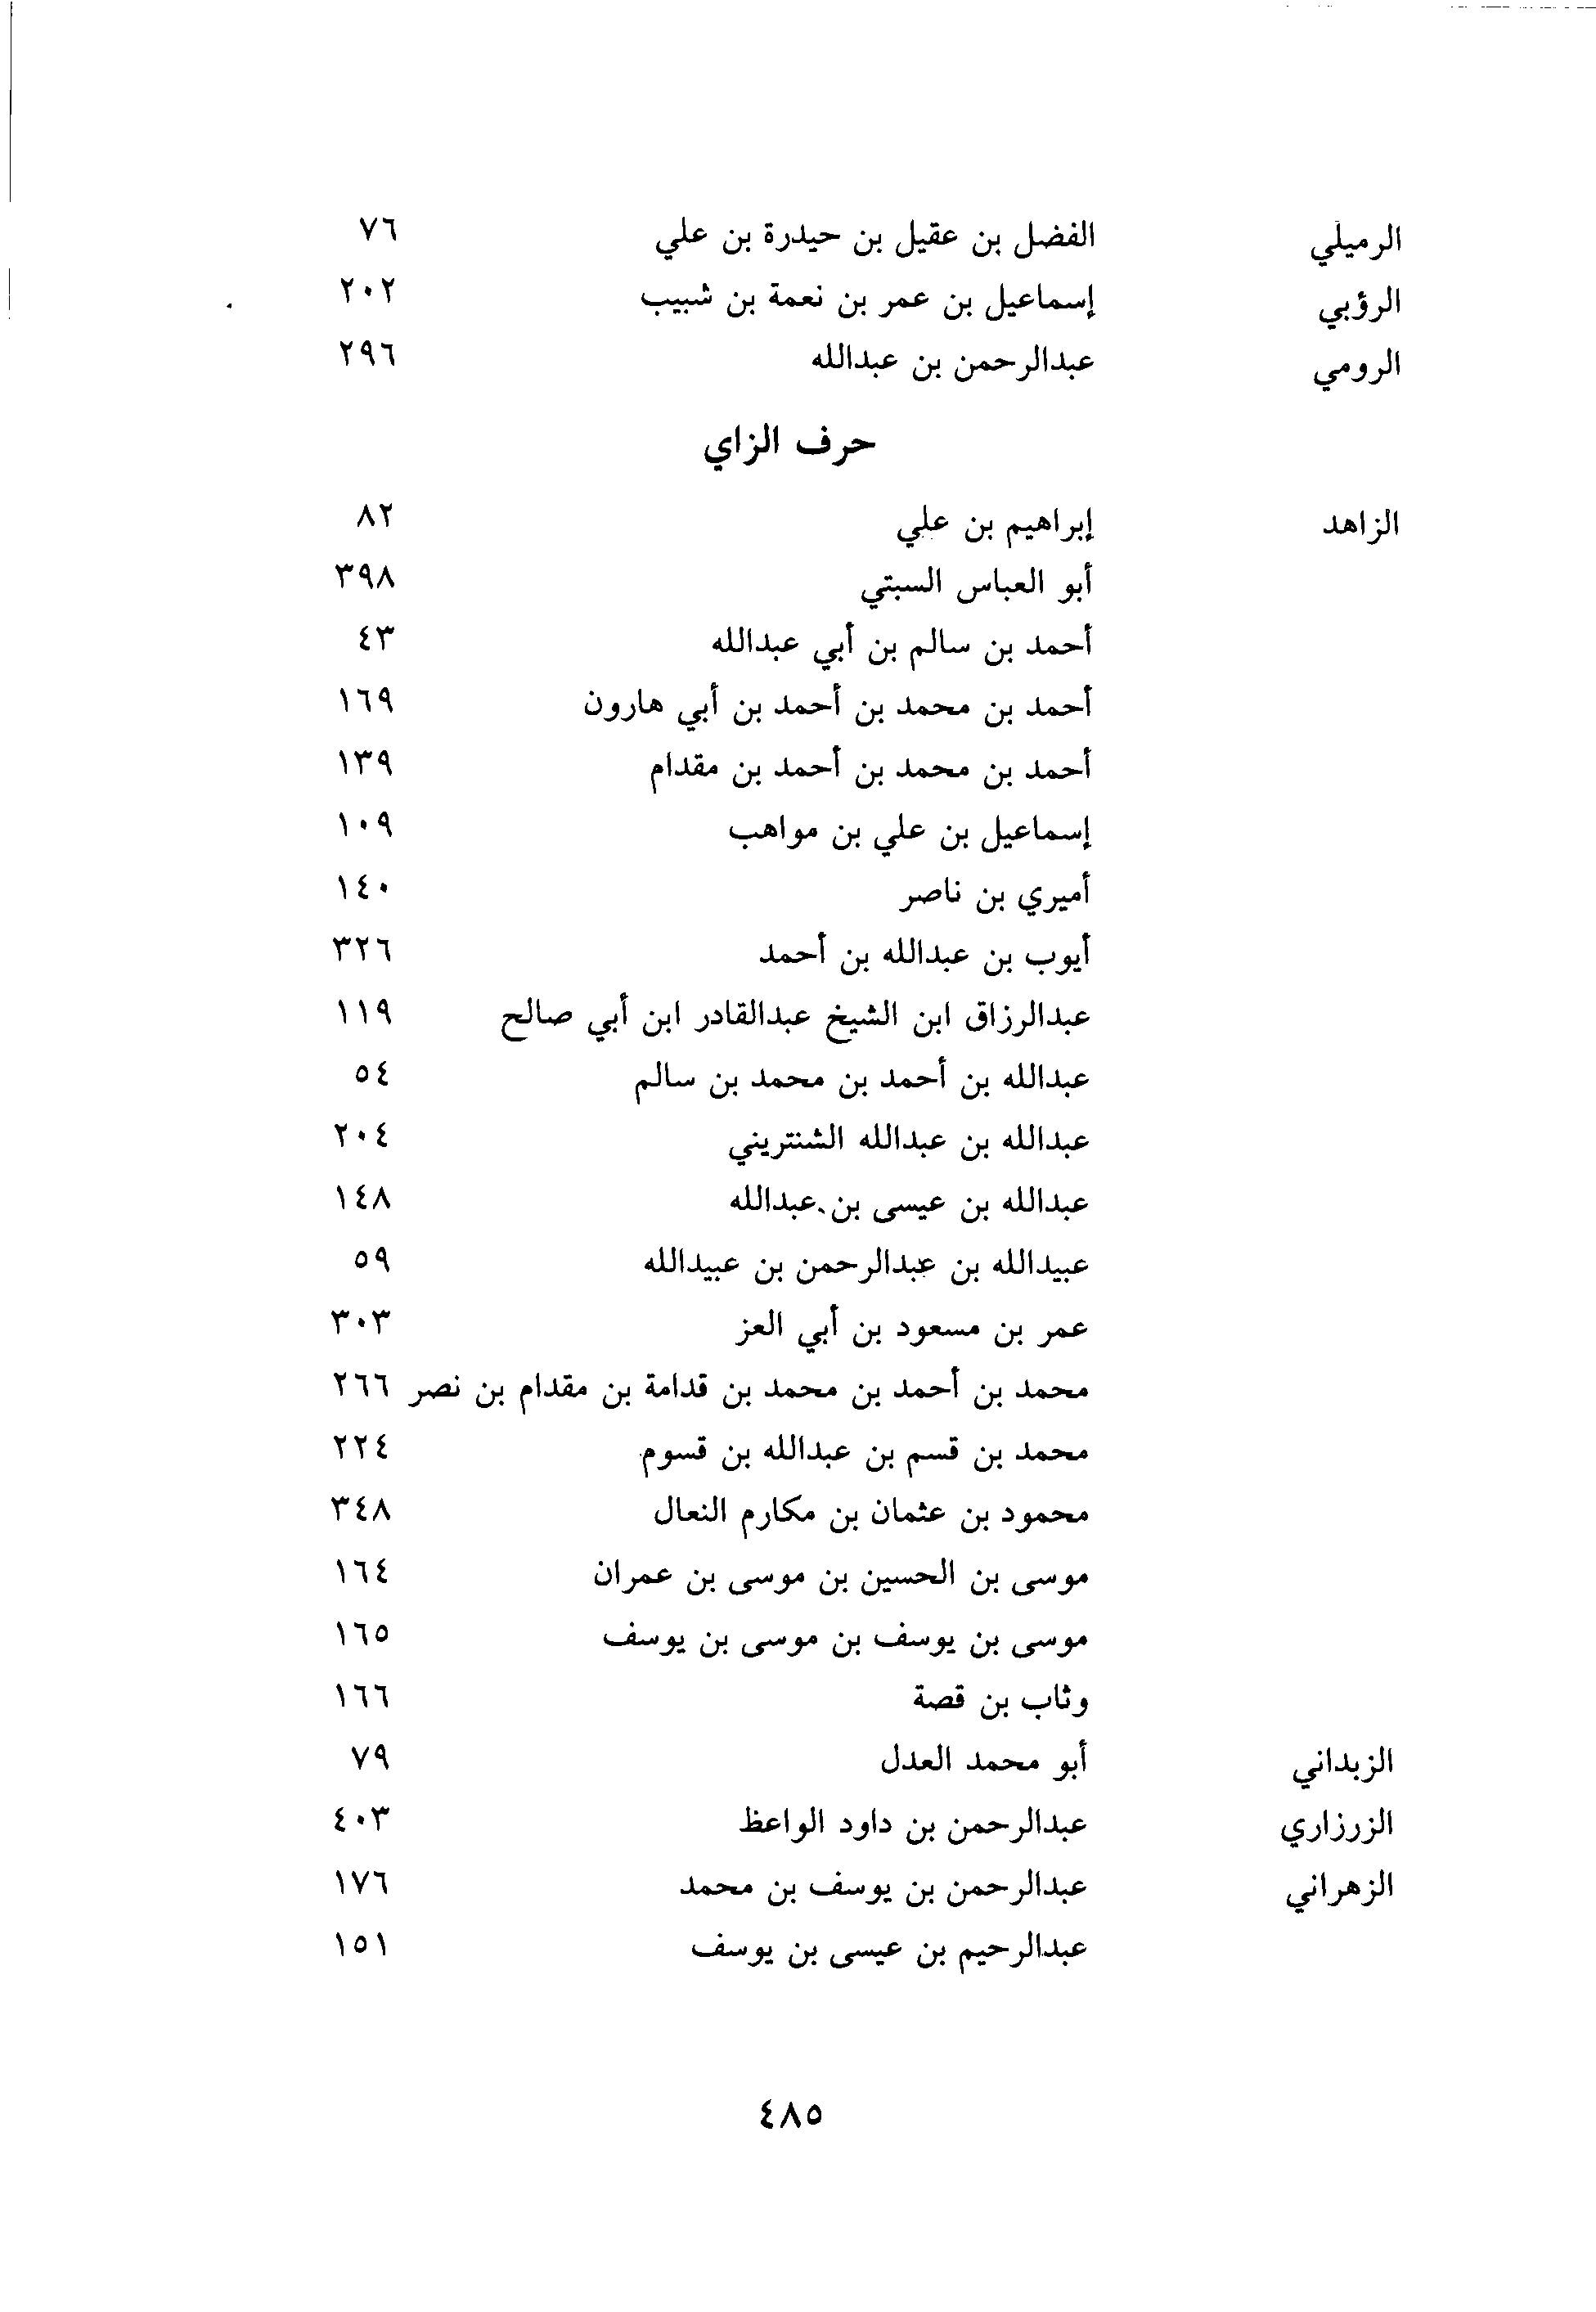 الرميلي الفضل بن عقيل بن حيدرة بن علي ٧٦
الرؤبي إسماعيل بن عمر بن نعمة بن شبيب ٢٠٢
الرومي عبدالرحمن بن عبدالله ٢٩٦
حرف الزاي
الزاهد إبراهيم بن علي ٨٢
أبو العباس السبتي ٣٩٨
أحمد بن سالم بن أبي عبدالله ٤٣
أحمد بن محمد بن أحمد بن أبي هارون ١٦٩
أحمد بن محمد بن أحمد بن مقدام ١٣٩
إسماعيل بن علي بن مواهب ١٠٩
أميري بن ناصر ١٤٠
أيوب بن عبدالله بن أحمد ٣٢٦
عبدالرزاق ابن الشيخ عبدالقادر ابن أبي صالح ١١٩
عبدالله بن أحمد بن محمد بن سالم ٥٤
عبدالله بن عبدالله الشنتريني ٢٠٤
عبدالله بن عيسى بن عبدالله ١٤٨
عبيدالله بن عبدالرحمن بن عبيدالله ٥٩
عمر بن مسعود بن أبي العز ٣٠٣
محمد بن أحمد بن محمد بن قدامة بن مقدام بن نصر ٢٦٦
محمد بن قسم بن عبدالله بن قسوم ٢٢٤
محمود بن عثمان بن مكارم النعال ٣٤٨
موسى بن الحسين بن موسى بن عمران ١٦٤
موسى بن يوسف بن موسى بن يوسف ١٦٥
وثاب بن قصة ١٦٦
الزبداني أبو محمد العدل ٧٩
الزرزاري عبدالرحمن بن داود الواعظ ٤٠٣
الزهراني عبدالرحمن بن يوسف بن محمد ١٧٦
عبدالرحيم بن عيسى بن يوسف ١٥١
٤٨٥